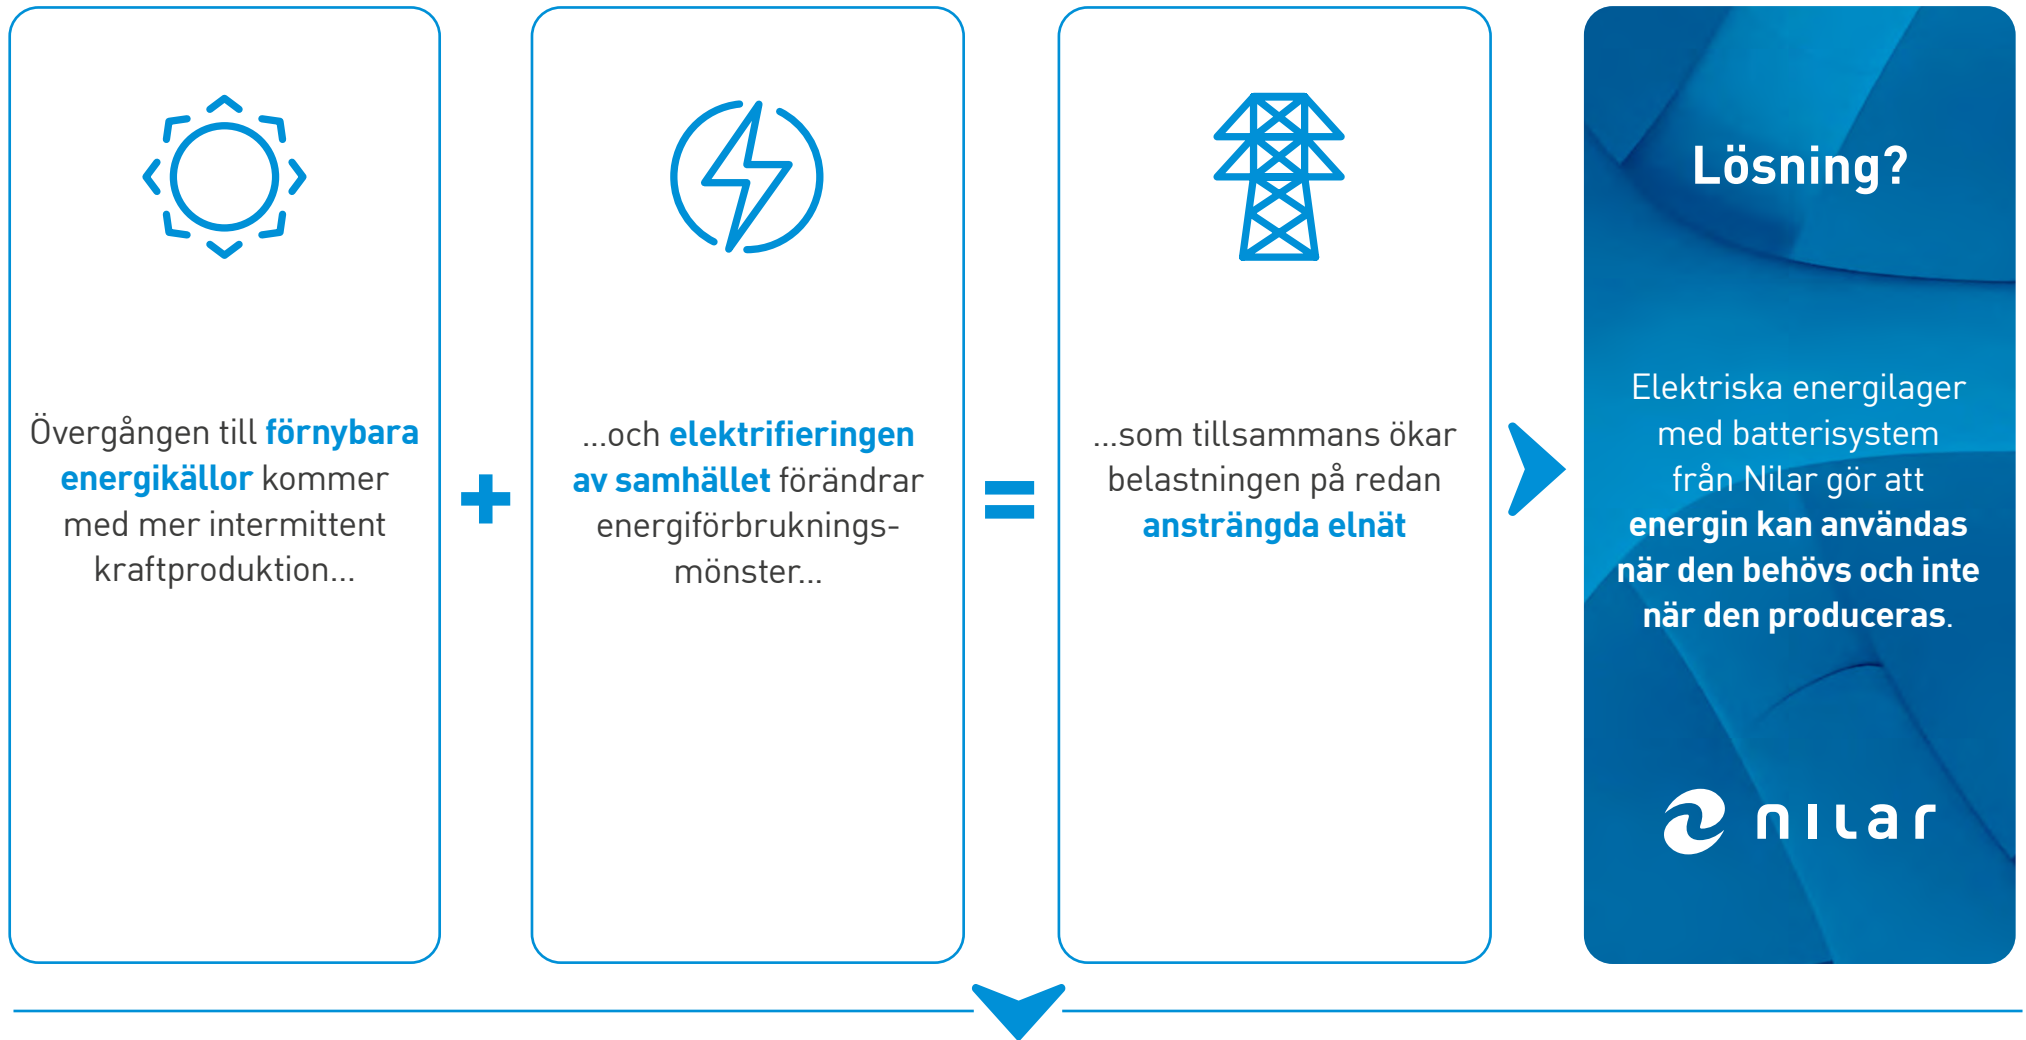 Övergången till förnybara
energikällor kommer
med mer intermittent
kraftproduktion...
+
...och elektrifieringen
av samhället förändrar
energiförbruknings-
mönster...
=
...som tillsammans ökar
belastningen på redan
ansträngda elnät
Lösning?
Elektriska energilager
med batterisystem
från Nilar gör att
energin kan användas
när den behövs och inte
när den produceras.
nilar